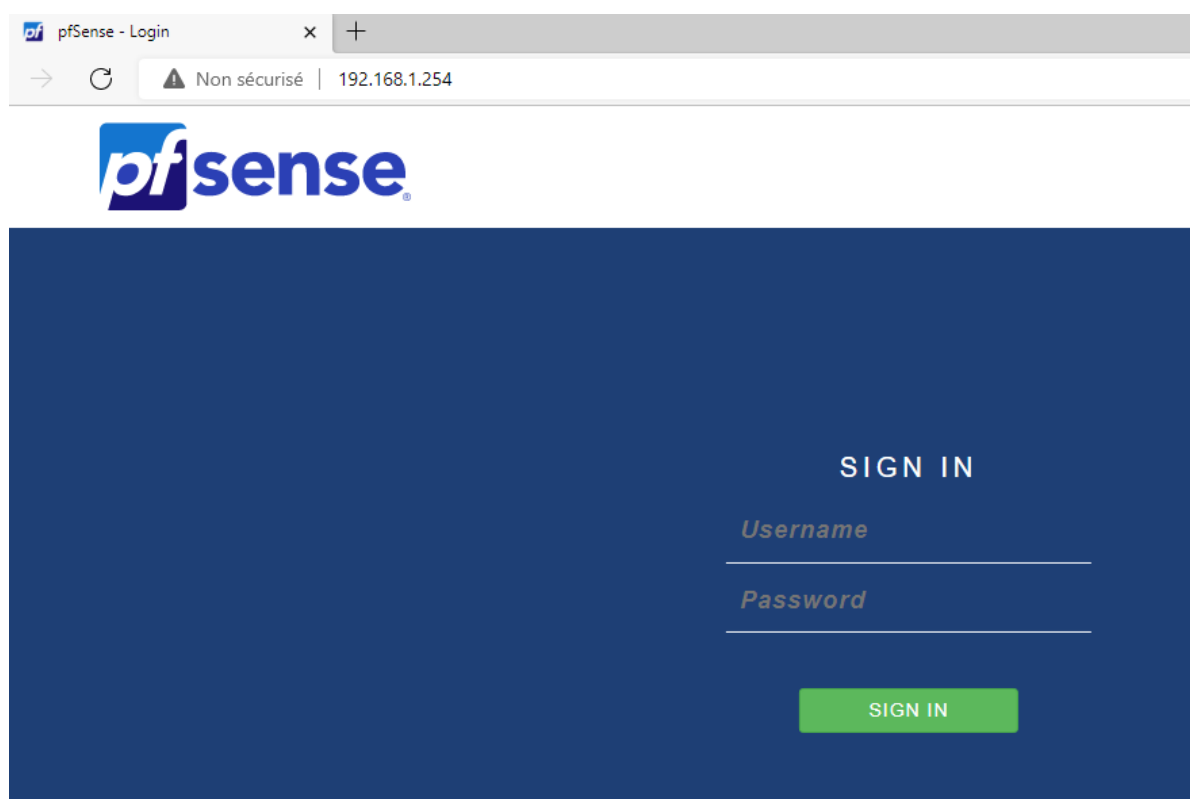 pf pfSense - Login
Non sécurisé | 192.168.1.254
pfsense®
SIGN IN
Username
Password
SIGN IN